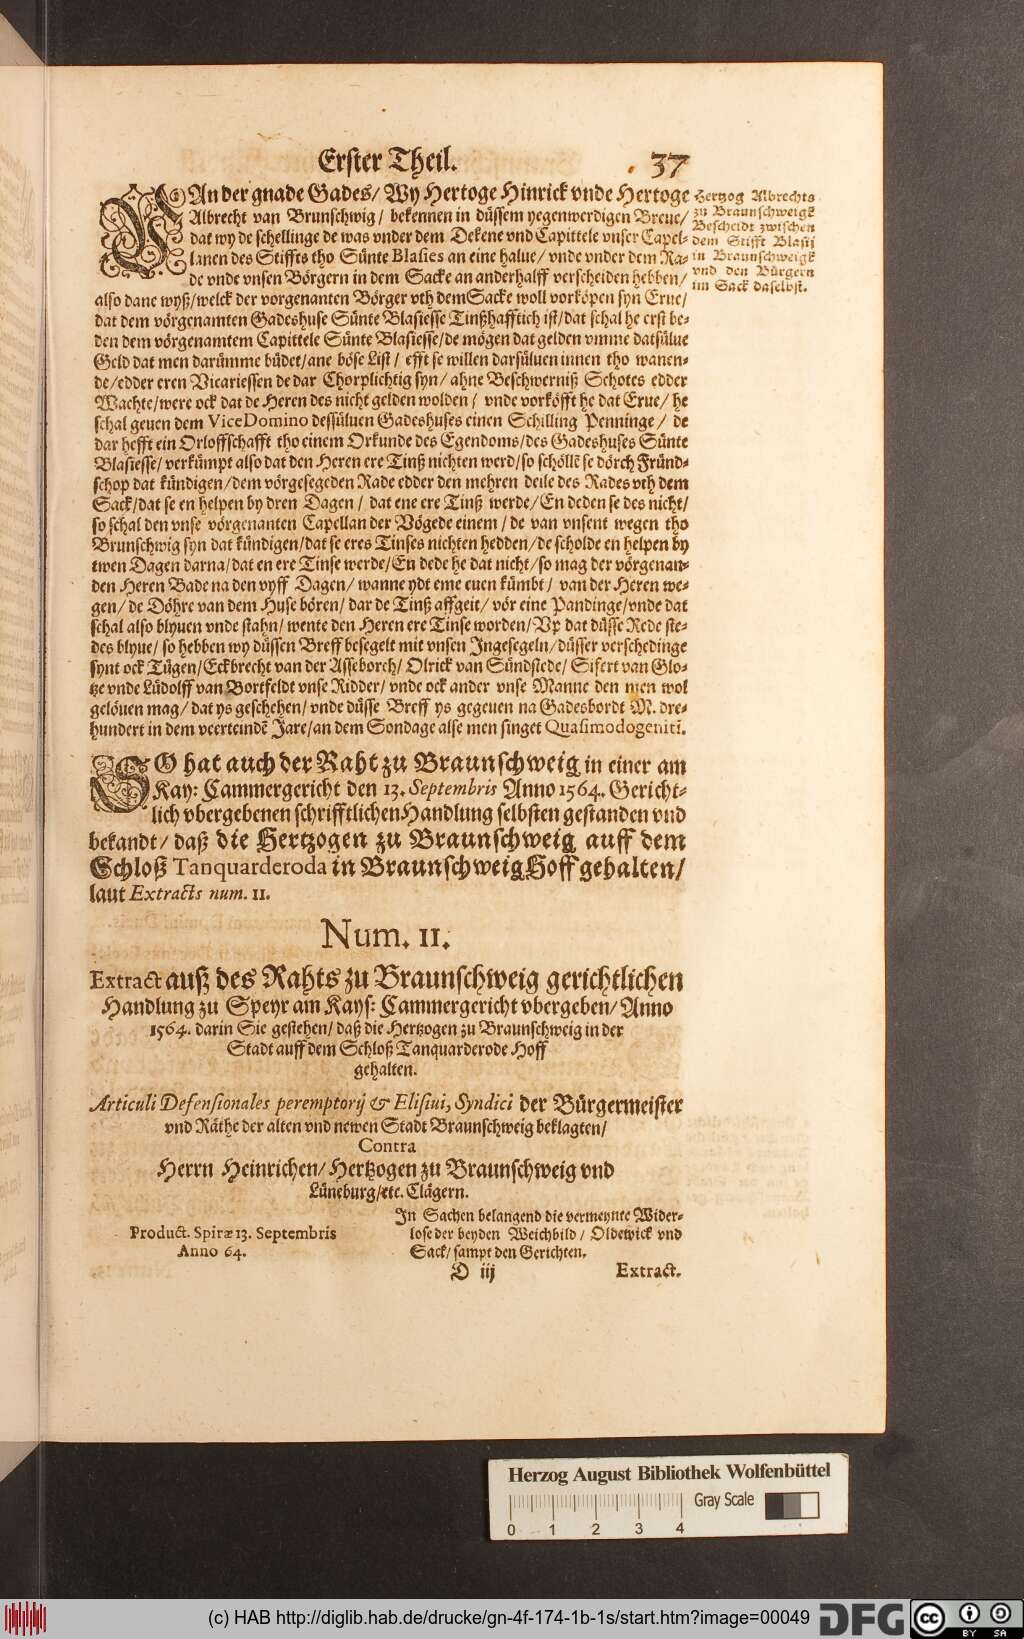 Erster Theil. 37
VAn der gnade Gades/ Wy Hertoge Hinrick vnde Hertoge
Albrecht van Brunschwig/ bekennen in düssem yegenwerdigen Breue/
dat wy de schellinge de was vnder dem Dekene vnd Capittele vnser Capel-
lanen des Stiffts tho Sünte Blasies an eine halue/ vnde vnder dem Ra-
de vnde vnsen Börgern in dem Sacke an anderhalff verscheiden hebben/
also dane wyß/welck der vorgenanten Börger vth dem Sacke woll vorköpen syn Erue/
dat dem vörgenamten Gadeshuse Sünte Blasiesse Tinßhafftich ist/dat schal he erst be-
den dem vörgenamtem Capittele Sünte Blasiesse/de mögen dat gelden vmme datsülue
Geld dat men darümme büdet/ane böse List/ efft se willen darsüluen innen tho wanen-
de/edder eren Vicariessen de dar Chorplichtig syn/ ahne Beschwerniß Schotes edder
Wachte/were ock dat de Heren des nicht gelden wolden/ vnde vorköfft he dat Erue/ he
schal geuen dem ViceDomino dessüluen Gadeshuses einen Schilling Penninge/ de
dar hefft ein Orloffschafft tho einem Orkunde des Egendoms/des Gadeshuses Sünte
Blasiesse/ verkümpt also dat den Heren ere Tinß nichten werd/so schöllē se dörch Fründ-
schop dat kündigen/dem vörgesegeden Rade edder den mehren deile des Rades vth dem
Sack/dat se en helpen by dren Dagen/ dat ene ere Tinß werde/En deden se des nicht/
so schal den vnse vörgenanten Capellan der Vögede einem/ de van vnsent wegen tho
Brunschwig syn dat kündigen/dat se eres Tinses nichten hedden/de scholde en helpen by
twen Dagen darna/dat en ere Tinse werde/En dede he dat nicht/so mag der vörgenan-
den Heren Bade na den vyff Dagen/ wanne ydt eme euen kümbt/ van der Heren we-
gen/ de Döhre van dem Huse bören/ dar de Tinß affgeit/ vör eine Pandinge/vnde dat
schal also blyuen vnde stahn/ wente den Heren ere Tinse worden/ Vp dat düsse Rede ste-
des blyue/ so hebben wy düssen Breff besegelt mit vnsen Ingesegeln/düsser verschedinge
synt ock Tügen/Eckbrecht van der Asseborch/ Olrick van Sündstede/ Sifert van Glo-
tze vnde Lüdolff van Bortfeldt vnse Ridder/ vnde ock ander vnse Manne den men wol
gelöuen mag/ dat ys geschehen/ vnde düsse Breff ys gegeuen na Gadesbordt M. dre-
hundert in dem veerteindē Jare/an dem Sondage alse men singet Quasimodogenitī.
Hertzog Albrechts
zu Braunschweigk
Bescheidt zwischen
dem Stifft Blasij
in Braunschweigk
vnd den Bürgern
im Sack daselbst.
SO hat auch der Raht zu Braunschweig in einer am
Kay: Cammergericht den 13. Septembris Anno 1564. Gericht-
lich vbergebenen schrifftlichen Handlung selbsten gestanden vnd
bekandt/ daß die Hertzogen zu Braunschweig auff dem
Schloß Tanquarderoda in Braunschweig Hoff gehalten/
laut Extracts num. 11.
Num. 11.
Extract auß des Rahts zu Braunschweig gerichtlichen
Handlung zu Speyr am Kays: Cammergericht vbergeben/ Anno
1564. darin Sie gestehen/ daß die Hertzogen zu Braunschweig in der
Stadt auff dem Schloß Tanquarderode Hoff
gehalten.
Articuli Defensionales peremptorij & Elisiui, Syndici der Bürgermeister
vnd Räthe der alten vnd newen Stadt Braunschweig beklagten/
Contra
Herrn Heinrichen/ Hertzogen zu Braunschweig vnd
Lüneburg/etc. Clägern.
In Sachen belangend die vermeynte Wider-
lose der beyden Weichbild/ Oldewick vnd
Sack/ sampt den Gerichten.
Product. Spiræ 13. Septembris
Anno 64.
D iij Extract.
Herzog August Bibliothek Wolfenbüttel
Gray Scale
0 1 2 3 4
(c) HAB http://diglib.hab.de/drucke/gn-4f-174-1b-1s/start.htm?image=00049
DFG
cc BY SA